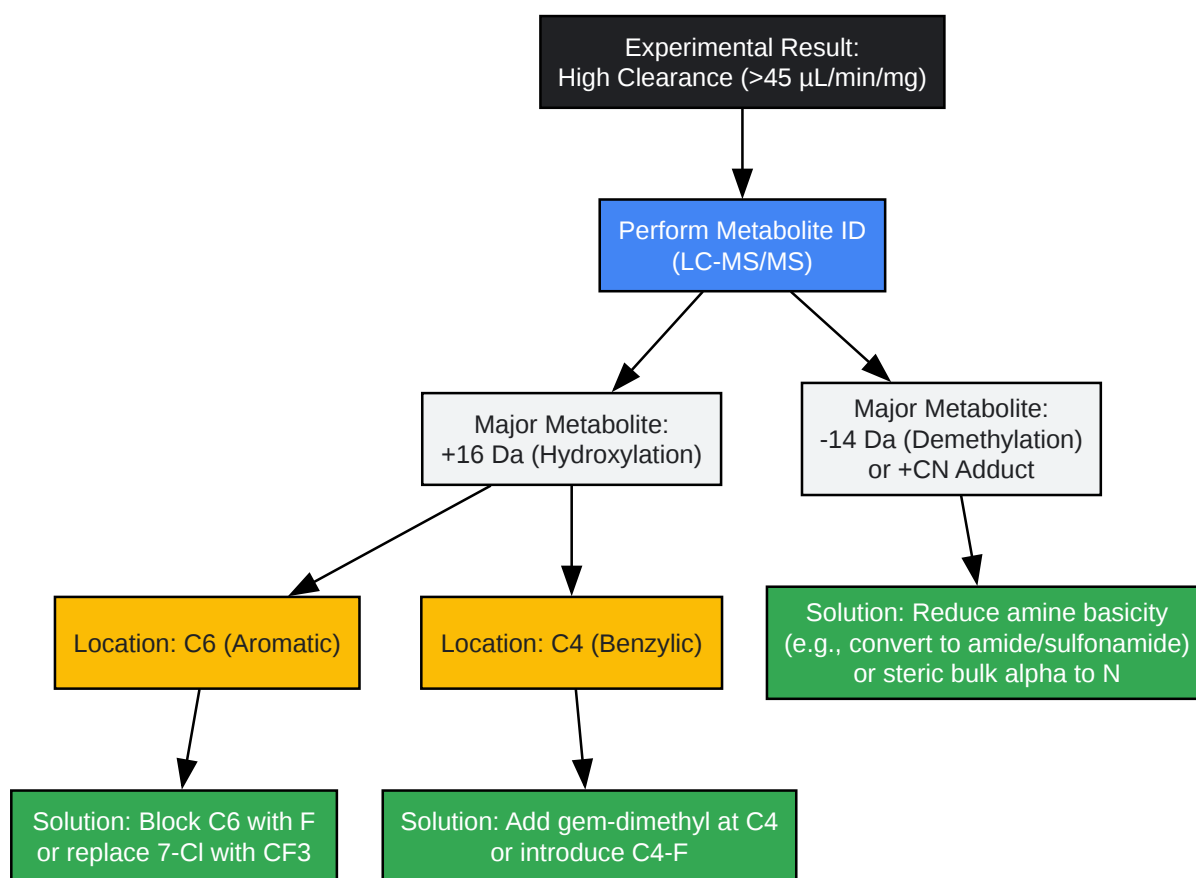 Experimental Result:
High Clearance (>45 µL/min/mg)
Perform Metabolite ID
(LC-MS/MS)
Major Metabolite:
+16 Da (Hydroxylation)
Major Metabolite:
-14 Da (Demethylation)
or +CN Adduct
Location: C6 (Aromatic)
Location: C4 (Benzylic)
Solution: Reduce amine basicity
(e.g., convert to amide/sulfonamide)
or steric bulk alpha to N
Solution: Block C6 with F
or replace 7-Cl with CF3
Solution: Add gem-dimethyl at C4
or introduce C4-F